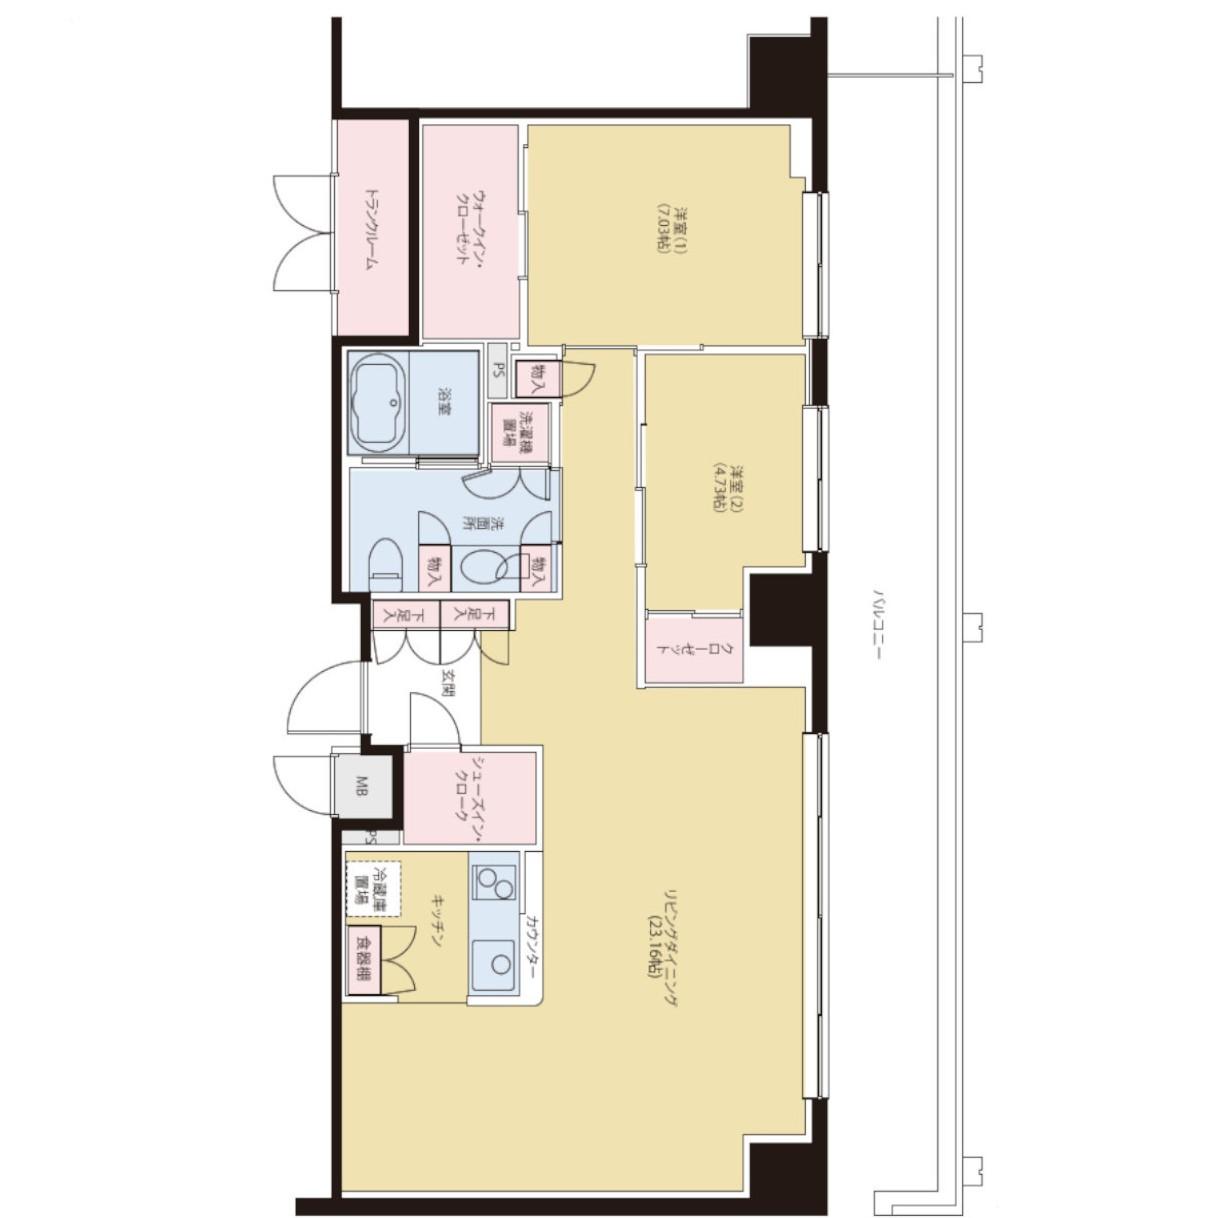 トランクルーム
ウォークイン・
クローゼット
洋室(1)
(7.03帖)
PS
物入
浴室
洗濯機
置場
洋室(2)
(4.73帖)
洗面所
物入
物入
下足入
下足入
クローゼット
玄関
バルコニー
MB
シューズイン・
クローク
PS
冷蔵庫
置場
キッチン
カウンター
食器棚
リビングダイニング
(23.16帖)